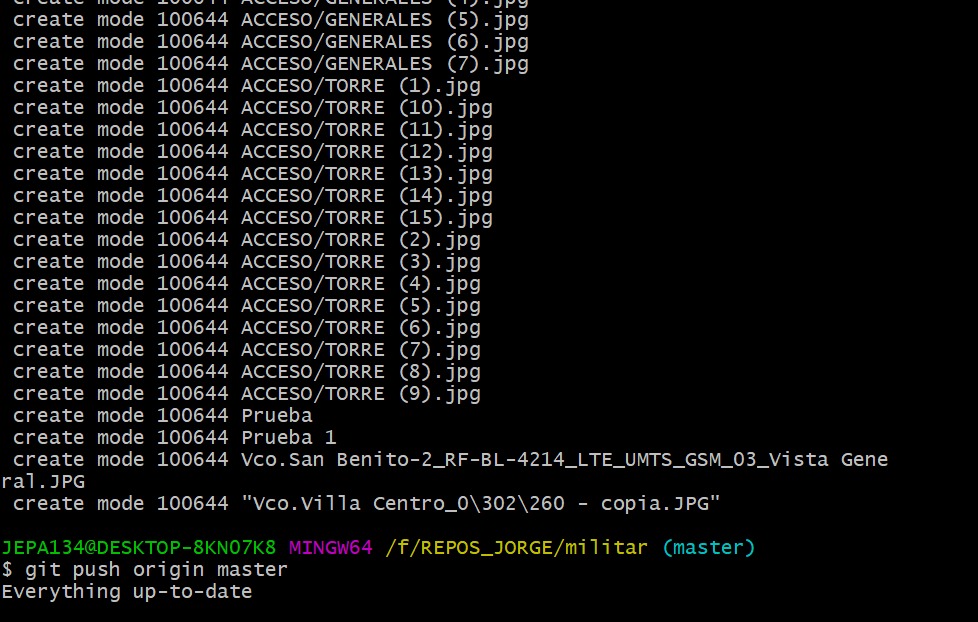 create mode 100644 ACCESO/GENERALES (4).jpg
create mode 100644 ACCESO/GENERALES (5).jpg
create mode 100644 ACCESO/GENERALES (6).jpg
create mode 100644 ACCESO/GENERALES (7).jpg
create mode 100644 ACCESO/TORRE (1).jpg
create mode 100644 ACCESO/TORRE (10).jpg
create mode 100644 ACCESO/TORRE (11).jpg
create mode 100644 ACCESO/TORRE (12).jpg
create mode 100644 ACCESO/TORRE (13).jpg
create mode 100644 ACCESO/TORRE (14).jpg
create mode 100644 ACCESO/TORRE (15).jpg
create mode 100644 ACCESO/TORRE (2).jpg
create mode 100644 ACCESO/TORRE (3).jpg
create mode 100644 ACCESO/TORRE (4).jpg
create mode 100644 ACCESO/TORRE (5).jpg
create mode 100644 ACCESO/TORRE (6).jpg
create mode 100644 ACCESO/TORRE (7).jpg
create mode 100644 ACCESO/TORRE (8).jpg
create mode 100644 ACCESO/TORRE (9).jpg
create mode 100644 Prueba
create mode 100644 Prueba 1
create mode 100644 Vco.San Benito-2_RF-BL-4214_LTE_UMTS_GSM_03_Vista Gene
ral.JPG
create mode 100644 "Vco.Villa Centro_0\302\260 - copia.JPG"
JEPA134@DESKTOP-8KNO7K8 MINGW64 /f/REPOS_JORGE/militar (master)
$ git push origin master
Everything up-to-date